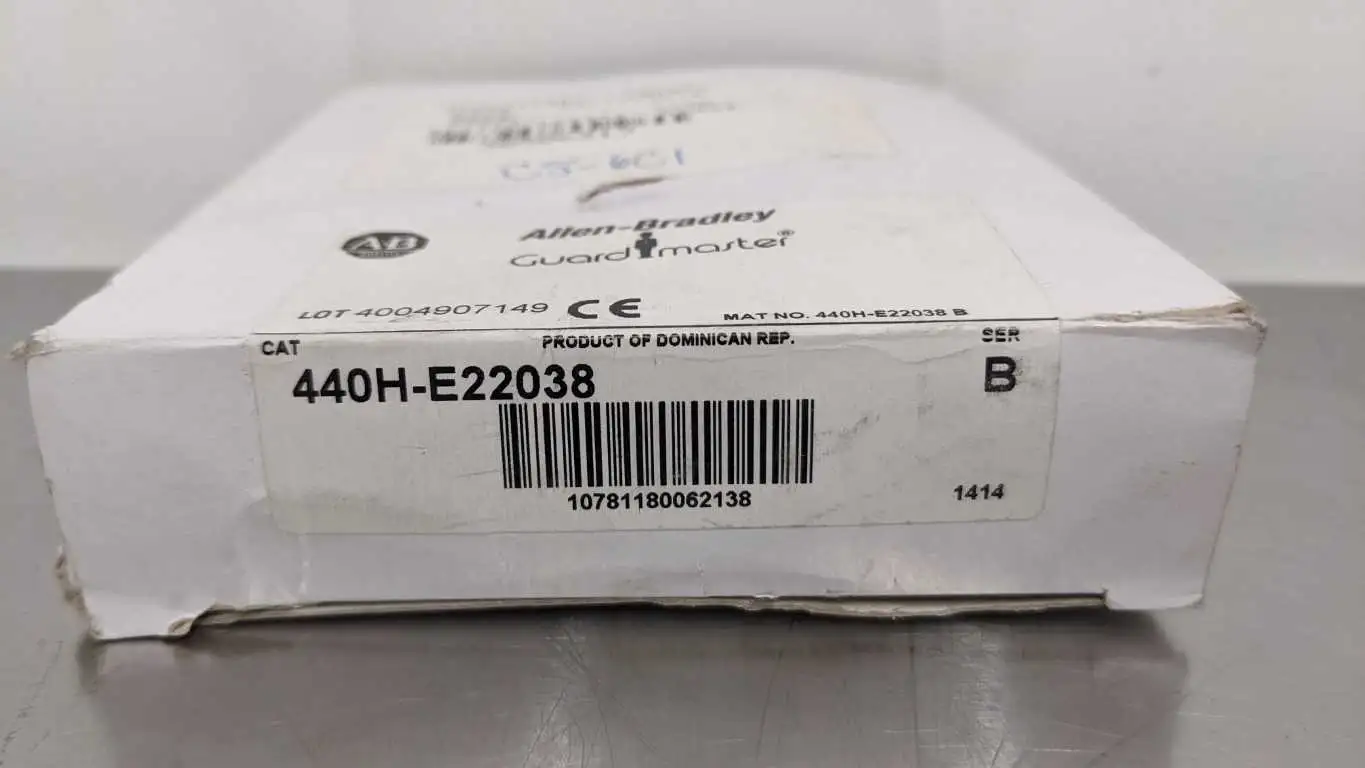 AB
Allen-Bradley
Guardmaster®
LOT 4004907149 CE MAT NO. 440H-E22038 B
CAT PRODUCT OF DOMINICAN REP. SER
440H-E22038 B
10781180062138 1414